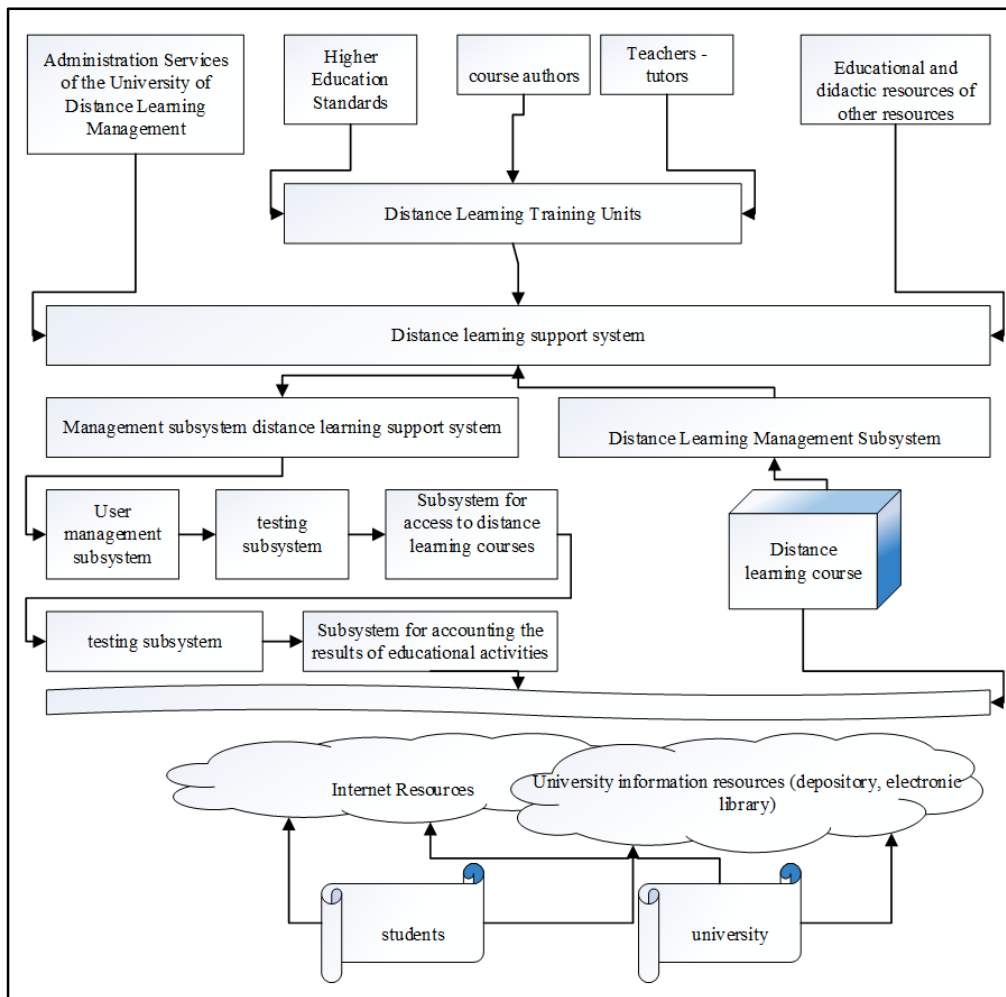 Administration Services
of the University of
Distance Learning
Management
Higher
Education
Standards
course authors
Teachers -
tutors
Educational and
didactic resources of
other resources
Distance Learning Training Units
Distance learning support system
Management subsystem distance learning support system
Distance Learning Management Subsystem
User
management
subsystem
testing
subsystem
Subsystem for
access to distance
learning courses
Distance
learning course
testing subsystem
Subsystem for accounting the
results of educational activities
Internet Resources
University information resources (depository, electronic
library)
students
university